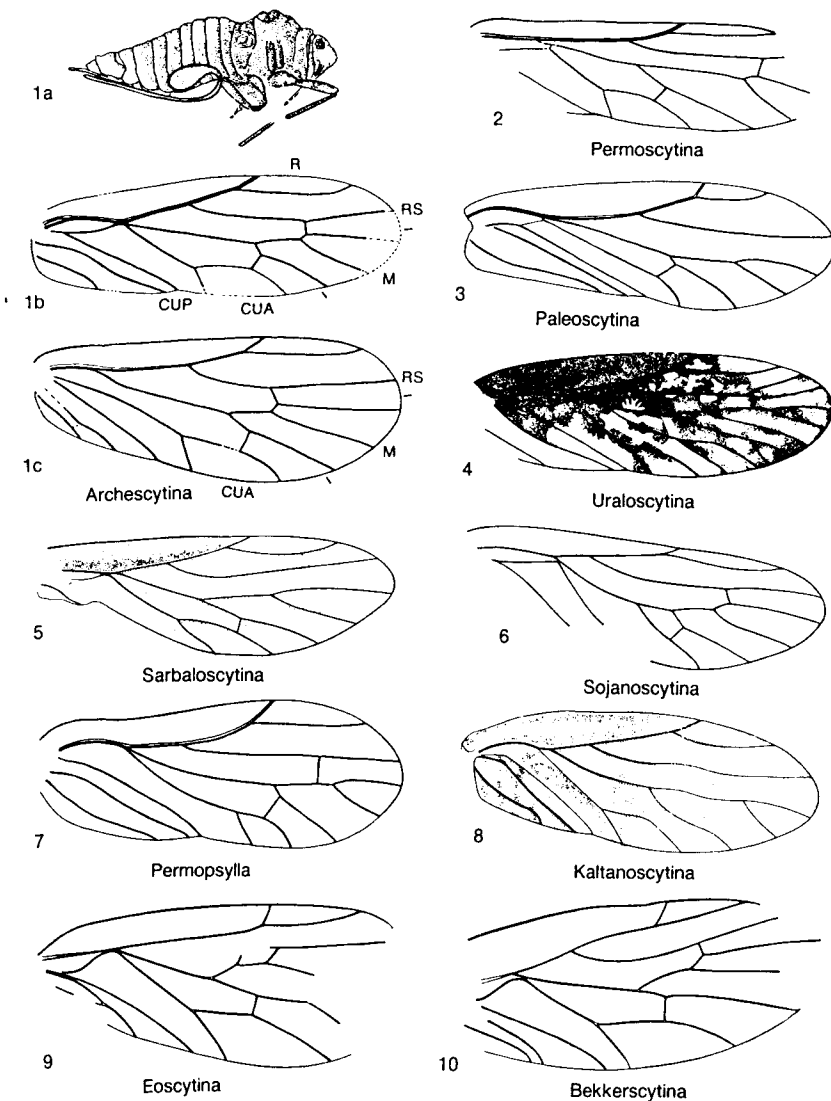 1a
2
Permoscytina
R
RS
M
1b
CUP
CUA
3
Paleoscytina
RS
M
1c
Archescytina
CUA
4
Uraloscytina
5
Sarbaloscytina
6
Sojanoscytina
7
Permopsylla
8
Kaltanoscytina
9
Eoscytina
10
Bekkerscytina